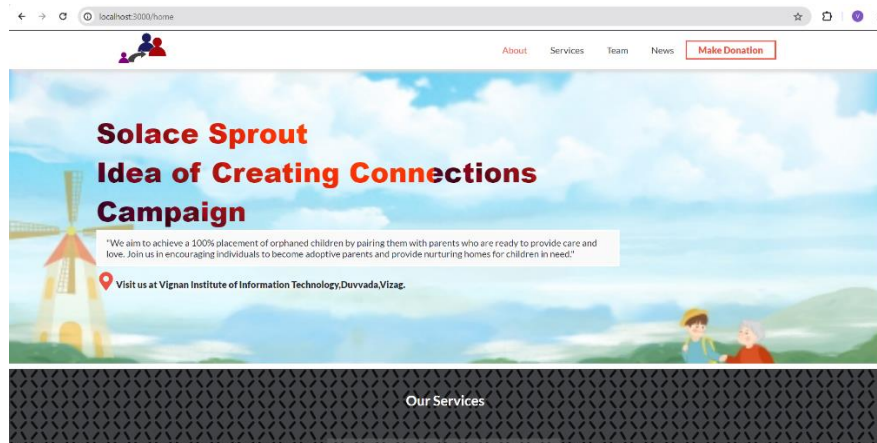 localhost:3000/home
V
About Services Team News Make Donation
Solace Sprout
Idea of Creating Connections
Campaign
"We aim to achieve a 100% placement of orphaned children by pairing them with parents who are ready to provide care and
love. Join us in encouraging individuals to become adoptive parents and provide nurturing homes for children in need."
Visit us at Vignan Institute of Information Technology,Duvvada,Vizag.
Our Services